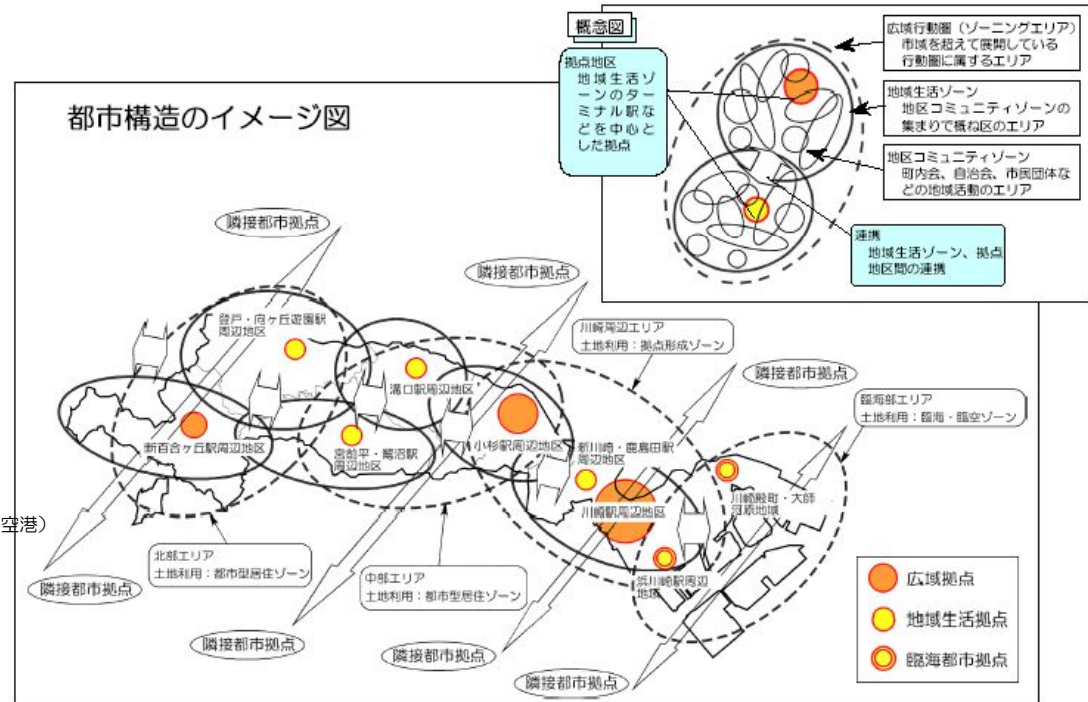 概念図
拠点地区
地域生活ゾ
ーンのター
ミナル駅な
どを中心と
した拠点
広域行動圏（ゾーニングエリア）
市域を超えて展開している
行動圏に属するエリア
地域生活ゾーン
地区コミュニティゾーンの
集まりで概ね区のエリア
地区コミュニティゾーン
町内会、自治会、市民団体な
どの地域活動のエリア
連携
地域生活ゾーン、拠点
地区間の連携
都市構造のイメージ図
隣接都市拠点
隣接都市拠点
登戸・向ヶ丘遊園駅
周辺地区
川崎周辺エリア
土地利用：拠点形成ゾーン
溝口駅周辺地区
隣接都市拠点
臨海部エリア
土地利用：臨海・臨空ゾーン
新百合ヶ丘駅周辺地区
宮前平・鷺沼駅
周辺地区
小杉駅周辺地区
新川崎・鹿島田駅
周辺地区
川崎駅周辺地区
川崎殿町・大師
河原地域
浜川崎駅周辺
地域
空港）
北部エリア
土地利用：都市型居住ゾーン
中部エリア
土地利用：都市型居住ゾーン
隣接都市拠点
隣接都市拠点
隣接都市拠点
隣接都市拠点
広域拠点
地域生活拠点
臨海都市拠点